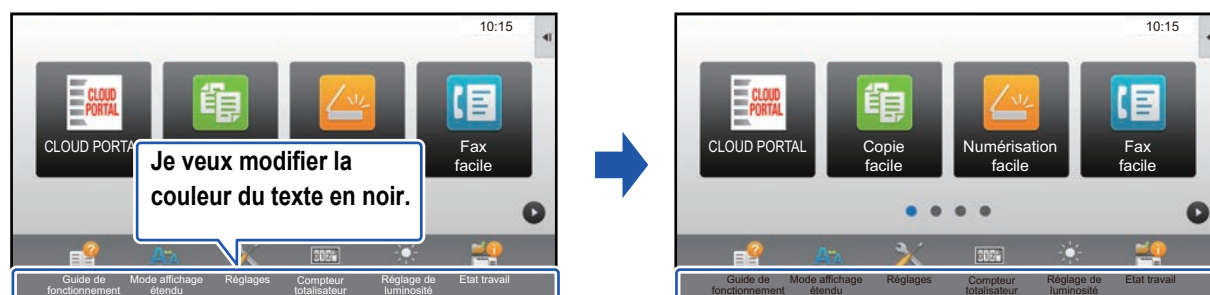 10:15
CLOUD
PORTAL
CLOUD PORTA
Fax
facile
Je veux modifier la
couleur du texte en noir.
Guide de
fonctionnement
Mode affichage
étendu
Réglages
Compteur
totalisateur
Réglage de
luminosité
Etat travail
10:15
CLOUD
PORTAL
CLOUD PORTAL
Copie
facile
Numérisation
facile
Fax
facile
Guide de
fonctionnement
Mode affichage
étendu
Réglages
Compteur
totalisateur
Réglage de
luminosité
Etat travail